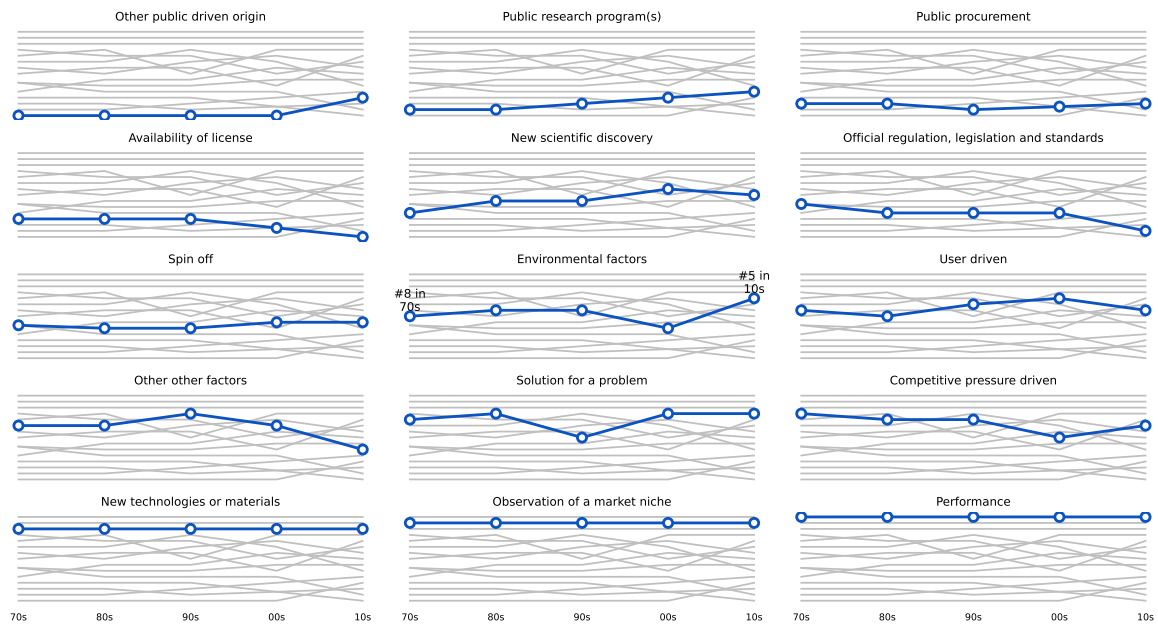 Other public driven origin
Public research program(s)
Public procurement
Availability of license
New scientific discovery
Official regulation, legislation and standards
Spin off
Environmental factors
User driven
#8 in
70s
#5 in
10s
Other other factors
Solution for a problem
Competitive pressure driven
New technologies or materials
Observation of a market niche
Performance
70s 80s 90s 00s 10s
70s 80s 90s 00s 10s
70s 80s 90s 00s 10s